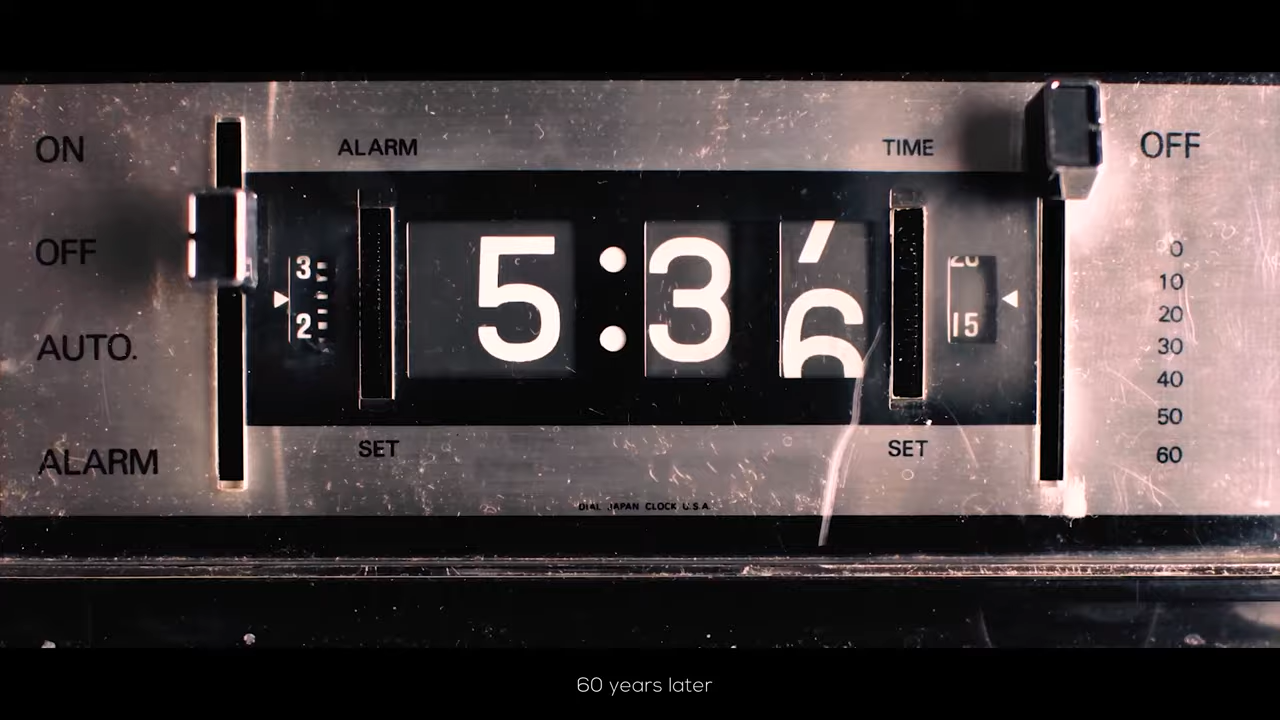 ON
OFF
AUTO.
ALARM
ALARM
TIME
OFF
3
2
5:36
20
15
0
10
20
30
40
50
60
SET
SET
DIAL JAPAN CLOCK U.S.A.
60 years later